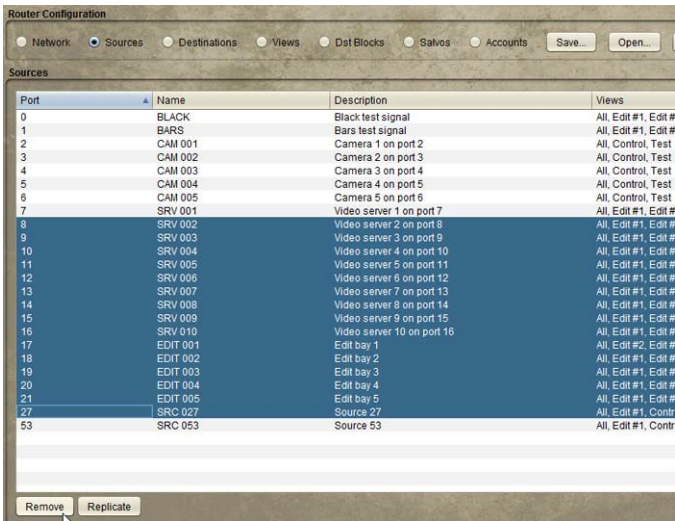 Router Configuration
Network Sources Destinations Views Dst Blocks Salvos Accounts Save... Open...
Sources
Port Name Description Views
0 BLACK Black test signal All, Edit #1, Edit #
1 BARS Bars test signal All, Edit #1, Edit #
2 CAM 001 Camera 1 on port 2 All, Control, Test
3 CAM 002 Camera 2 on port 3 All, Control, Test
4 CAM 003 Camera 3 on port 4 All, Control, Test
5 CAM 004 Camera 4 on port 5 All, Control, Test
6 CAM 005 Camera 5 on port 6 All, Control, Test
7 SRV 001 Video server 1 on port 7 All, Edit #1, Edit #
8 SRV 002 Video server 2 on port 8 All, Edit #1, Edit #
9 SRV 003 Video server 3 on port 9 All, Edit #1, Edit #
10 SRV 004 Video server 4 on port 10 All, Edit #1, Edit #
11 SRV 005 Video server 5 on port 11 All, Edit #1, Edit #
12 SRV 006 Video server 6 on port 12 All, Edit #1, Edit #
13 SRV 007 Video server 7 on port 13 All, Edit #1, Edit #
14 SRV 008 Video server 8 on port 14 All, Edit #1, Edit #
15 SRV 009 Video server 9 on port 15 All, Edit #1, Edit #
16 SRV 010 Video server 10 on port 16 All, Edit #1, Edit #
17 EDIT 001 Edit bay 1 All, Edit #2, Edit #
18 EDIT 002 Edit bay 2 All, Edit #1, Edit #
19 EDIT 003 Edit bay 3 All, Edit #1, Edit #
20 EDIT 004 Edit bay 4 All, Edit #1, Edit #
21 EDIT 005 Edit bay 5 All, Edit #1, Edit #
27 SRC 027 Source 27 All, Edit #1, Contr
53 SRC 053 Source 53 All, Edit #1, Contr
Remove Replicate